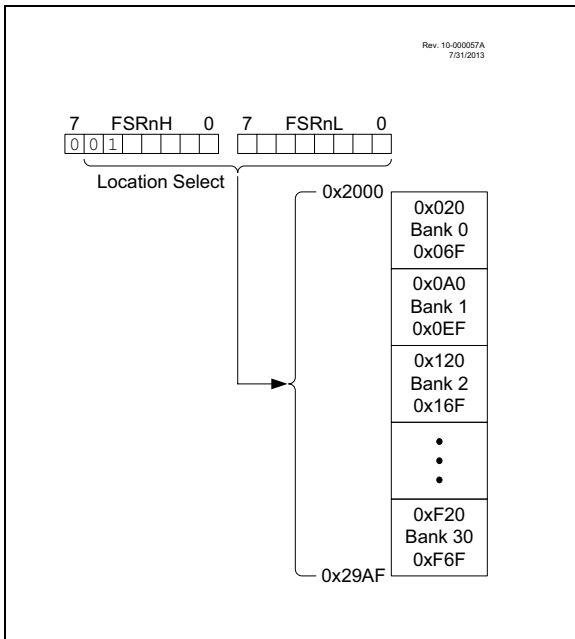 Rev. 10-000057A
7/31/2013
7 FSRnH 0 7 FSRnL 0
0 0 1
Location Select
0x2000
0x020
Bank 0
0x06F
0x0A0
Bank 1
0x0EF
0x120
Bank 2
0x16F
0xF20
Bank 30
0xF6F
0x29AF